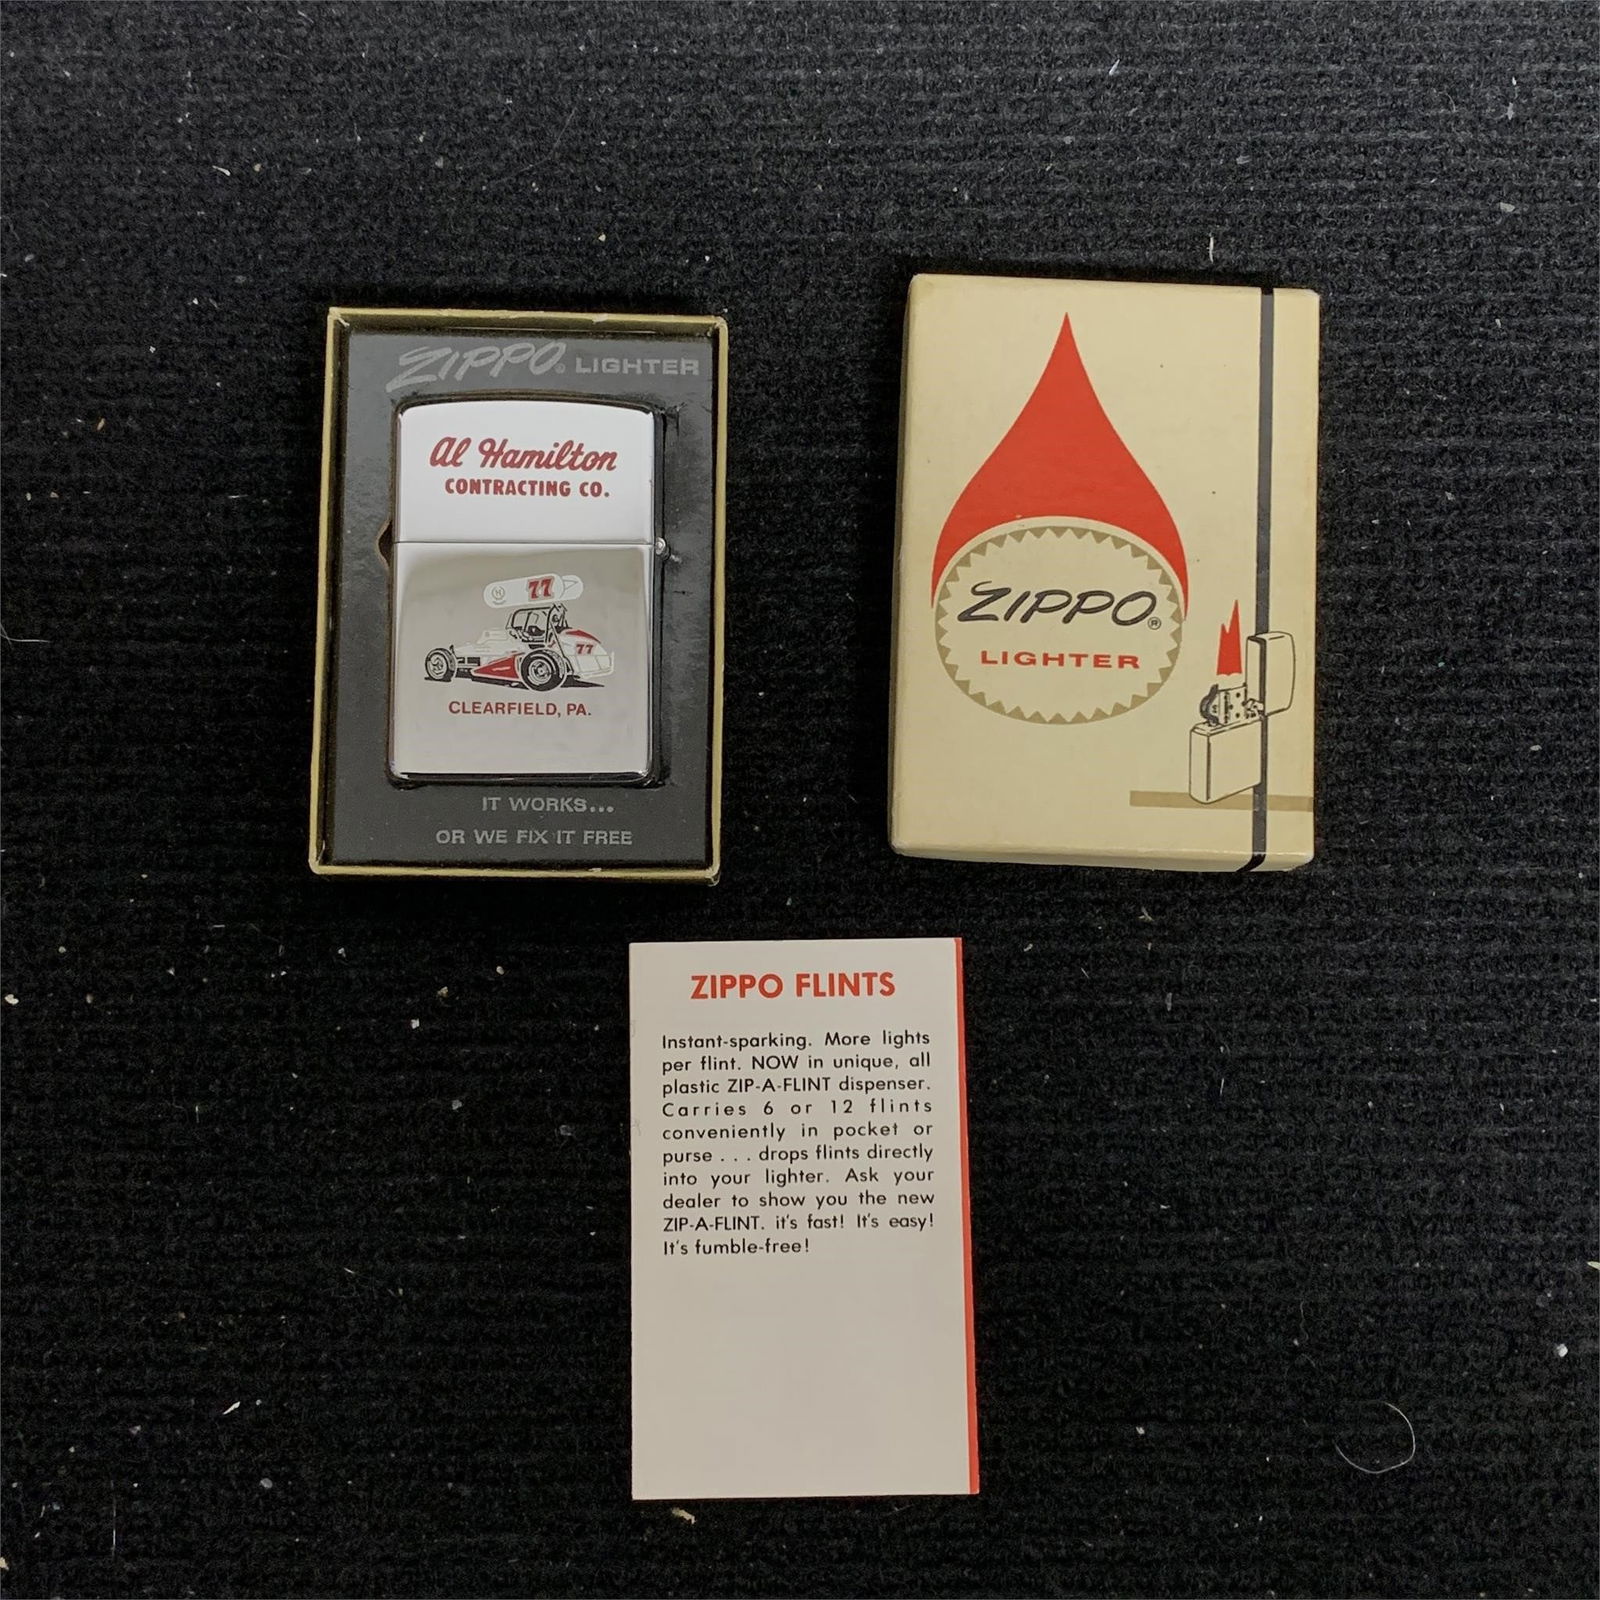 ZIPPO® LIGHTER
Al Hamilton
CONTRACTING CO.
77
77
CLEARFIELD, PA.
IT WORKS...
OR WE FIX IT FREE
ZIPPO®
LIGHTER
ZIPPO FLINTS
Instant-sparking. More lights
per flint. NOW in unique, all
plastic ZIP-A-FLINT dispenser.
Carries 6 or 12 flints
conveniently in pocket or
purse . . . drops flints directly
into your lighter. Ask your
dealer to show you the new
ZIP-A-FLINT. it's fast! It's easy!
It's fumble-free!